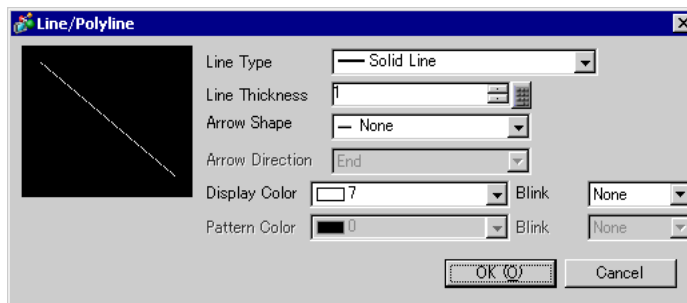 Line/Polyline
Line Type Solid Line
Line Thickness 1
Arrow Shape None
Arrow Direction End
Display Color 7 Blink None
Pattern Color 0 Blink None
OK (O) Cancel